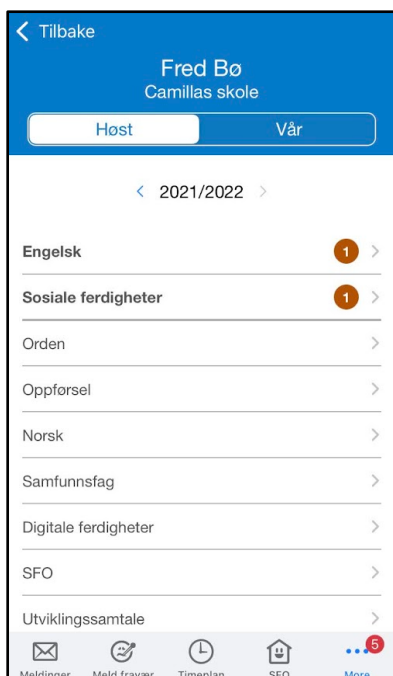 Tilbake
Fred Bø
Camillas skole
Høst Vår
2021/2022
Engelsk 1
Sosiale ferdigheter 1
Orden
Oppførsel
Norsk
Samfunnsfag
Digitale ferdigheter
SFO
Utviklingssamtale
5
Meldinger Meld fravær Timeplan SFO More